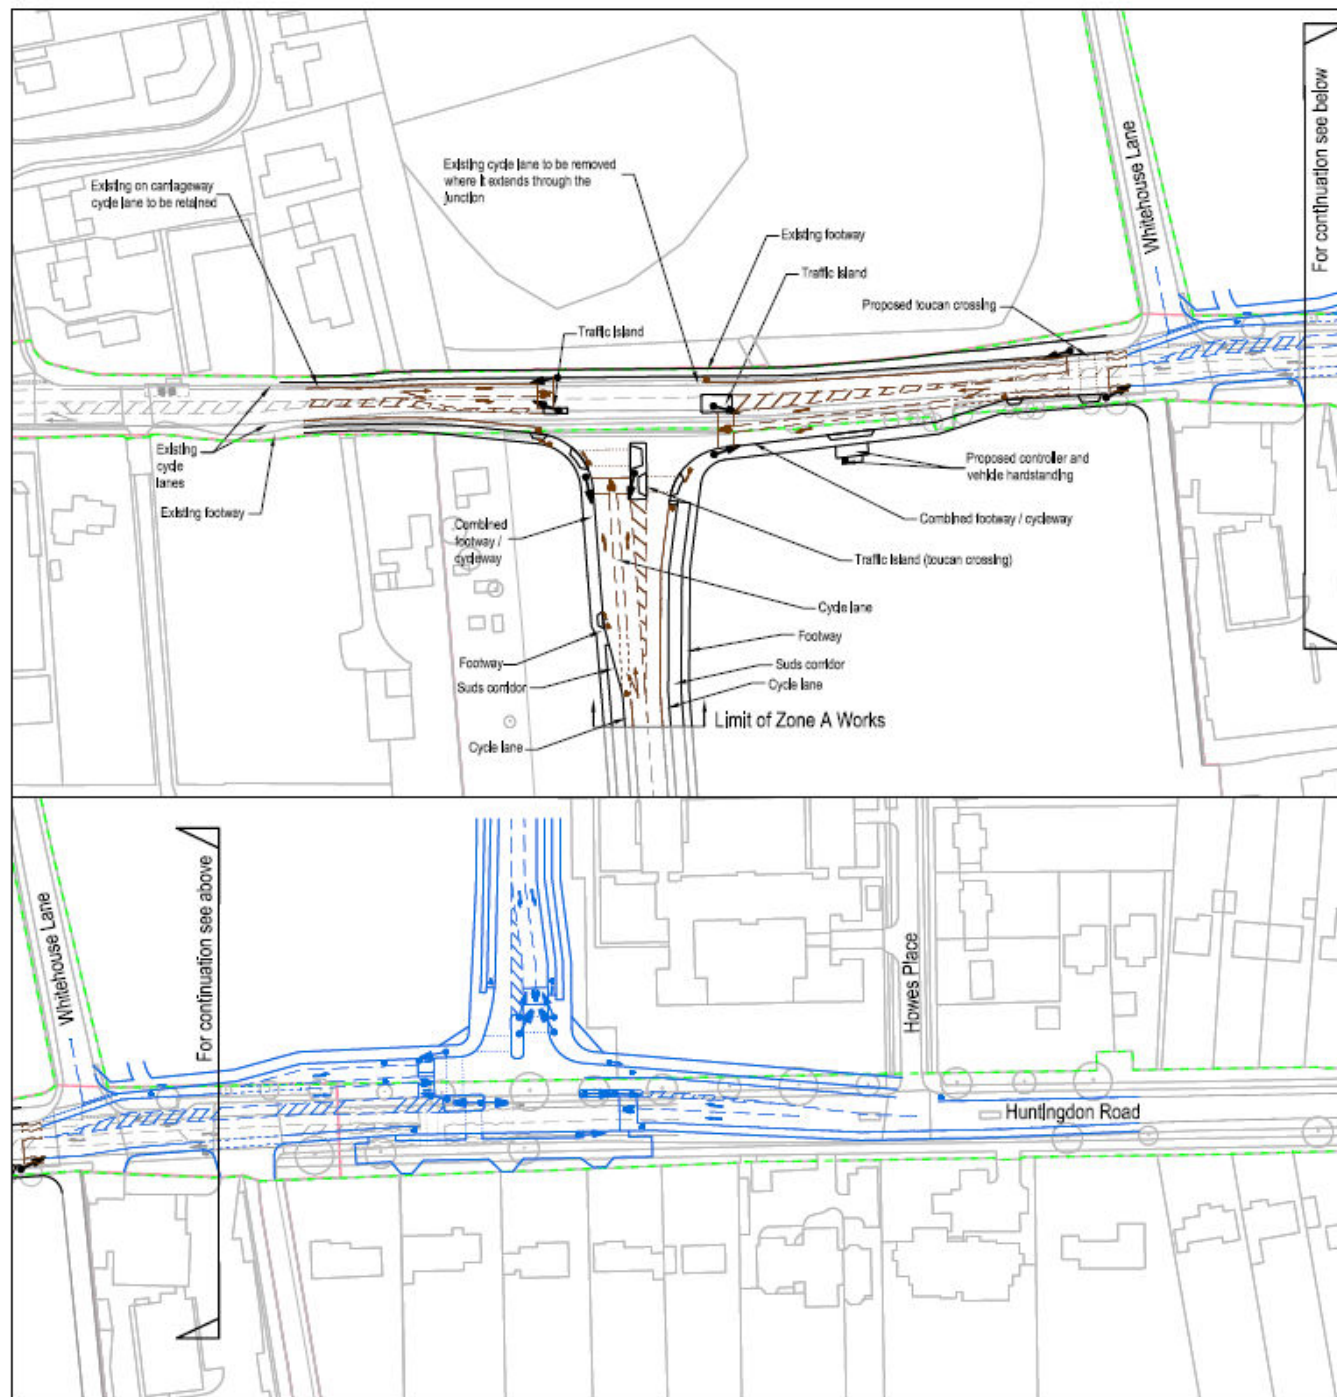 Existing on carriageway
cycle lane to be retained
Existing cycle lane to be removed
where it extends through the
junction
Existing footway
Traffic Island
Proposed toucan crossing
Whitehouse Lane
For continuation see below
Traffic Island
Existing
cycle
lanes
Existing footway
Combined
footway /
cycleway
Proposed controller and
vehicle hardstanding
Combined footway / cycleway
Traffic Island (toucan crossing)
Cycle lane
Footway
Footway
Suds corridor
Suds corridor
Cycle lane
Limit of Zone A Works
Cycle lane
Whitehouse Lane
For continuation see above
Howes Place
Huntingdon Road